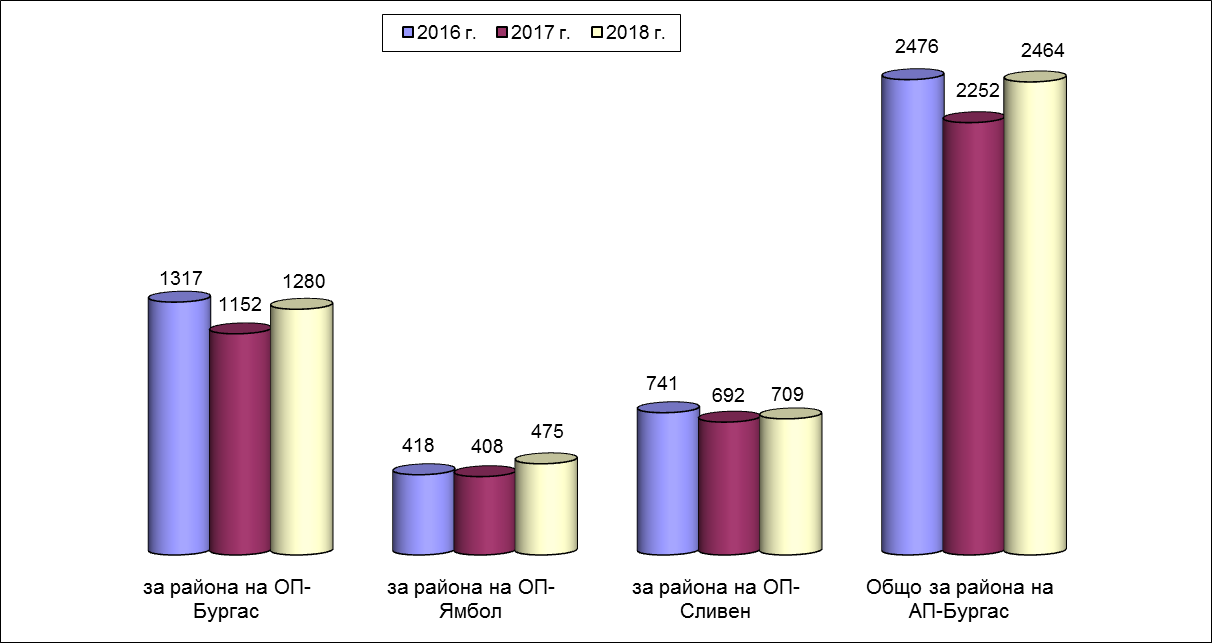 2016 г. 2017 г. 2018 г.
2476 2252 2464
1317 1152 1280
741 692 709
418 408 475
за района на ОП-
Бургас
за района на ОП-
Ямбол
за района на ОП-
Сливен
Общо за района на
АП-Бургас